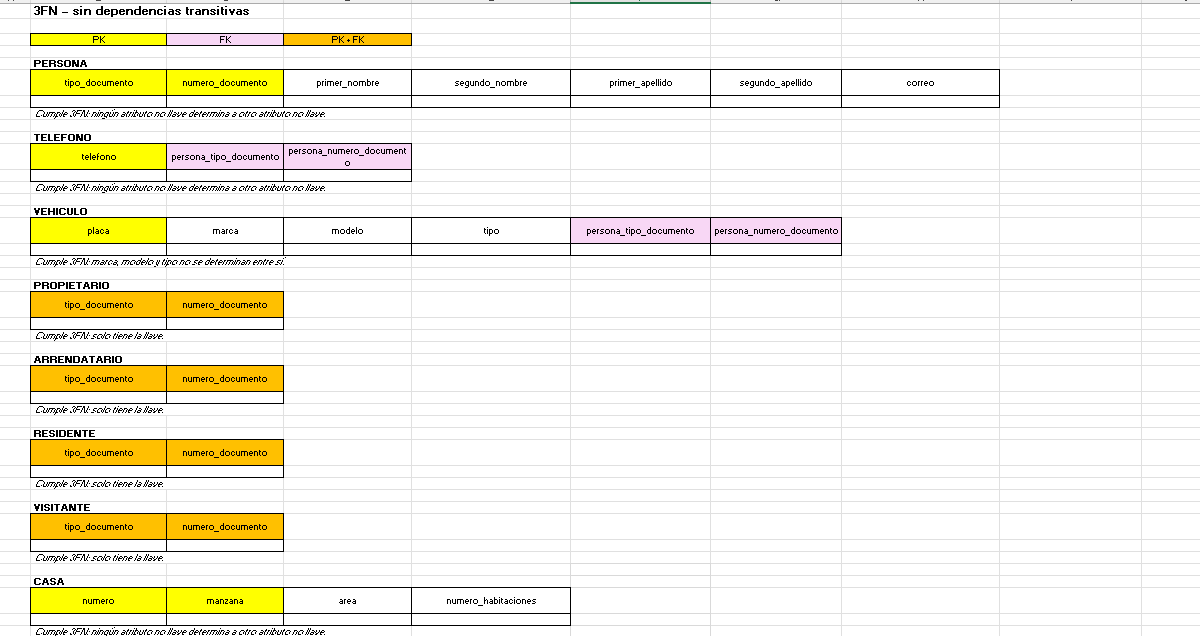 3FN – sin dependencias transitivas
PK FK PK + FK
PERSONA
tipo_documento numero_documento primer_nombre segundo_nombre primer_apellido segundo_apellido correo
Cumple 3FN: ningún atributo no llave determina a otro atributo no llave.
TELEFONO
telefono persona_tipo_documento persona_numero_document
o
Cumple 3FN: ningún atributo no llave determina a otro atributo no llave.
VEHICULO
placa marca modelo tipo persona_tipo_documento persona_numero_documento
Cumple 3FN: marca, modelo y tipo no se determinan entre sí.
PROPIETARIO
tipo_documento numero_documento
Cumple 3FN: solo tiene la llave.
ARRENDATARIO
tipo_documento numero_documento
Cumple 3FN: solo tiene la llave.
RESIDENTE
tipo_documento numero_documento
Cumple 3FN: solo tiene la llave.
VISITANTE
tipo_documento numero_documento
Cumple 3FN: solo tiene la llave.
CASA
numero manzana area numero_habitaciones
Cumple 3FN: ningún atributo no llave determina a otro atributo no llave.